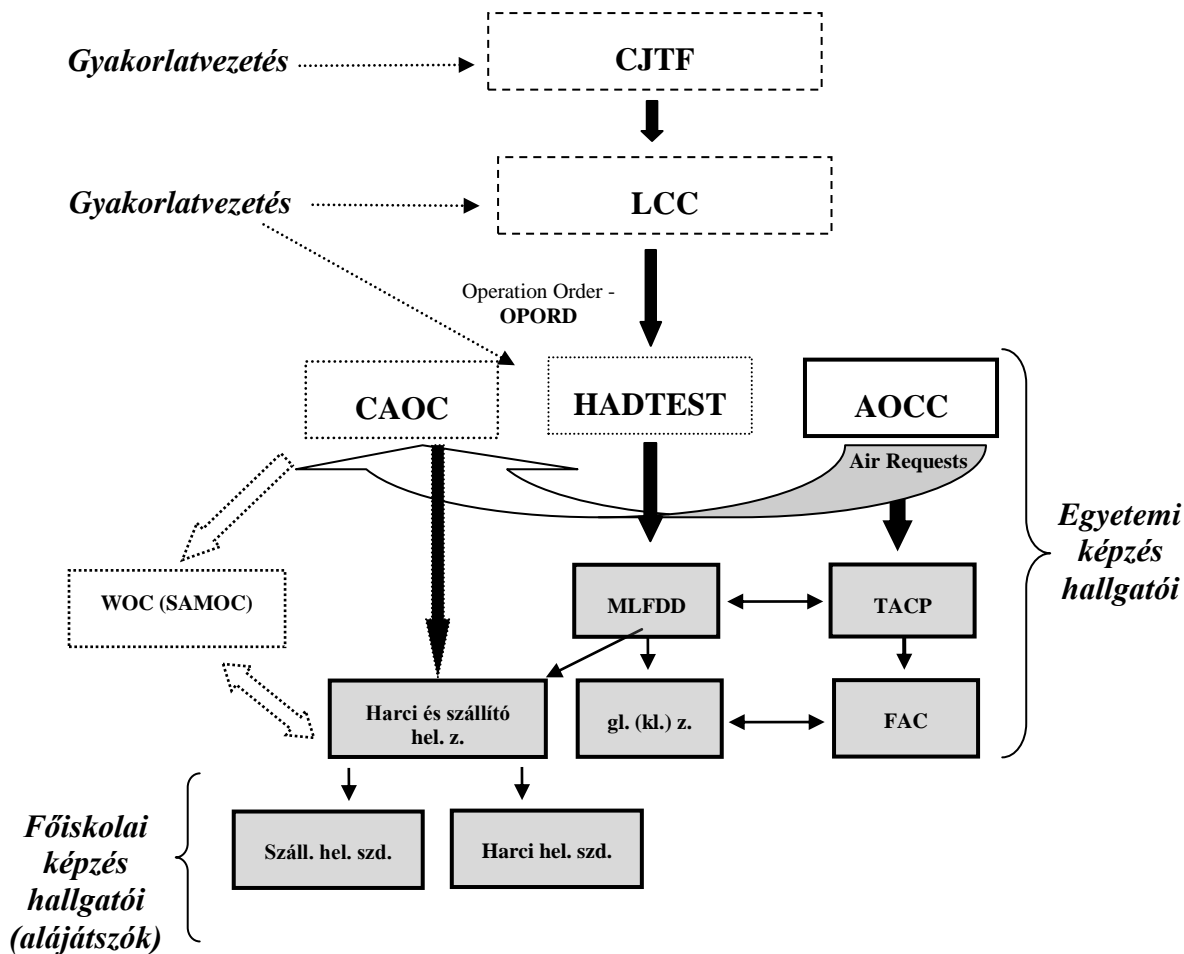 Gyakorlatvezetés
CJTF
Gyakorlatvezetés
LCC
Operation Order -
OPORD
CAOC
HADTEST
AOCC
Air Requests
Egyetemi
képzés
hallgatói
WOC (SAMOC)
MLFDD
TACP
Harci és szállító
hel. z.
gl. (kl.) z.
FAC
Főiskolai
képzés
hallgatói
(alájátszók)
Száll. hel. szd.
Harci hel. szd.